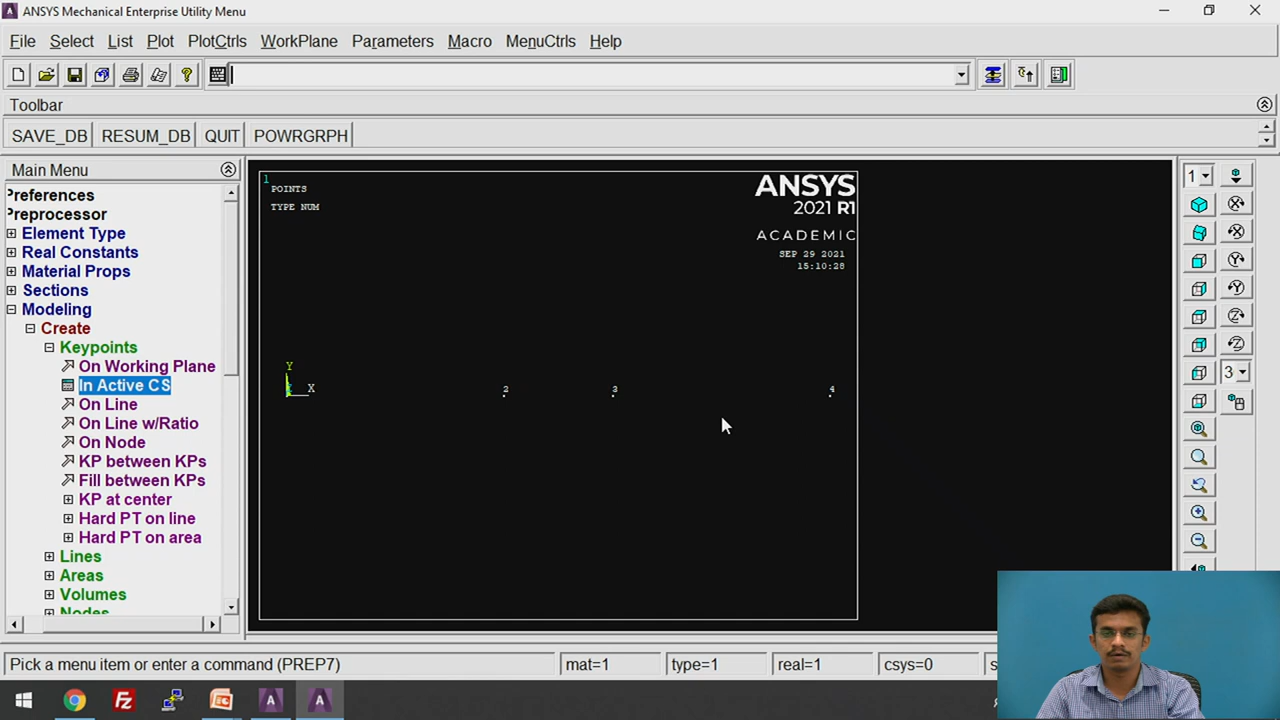 ANSYS Mechanical Enterprise Utility Menu
File Select List Plot PlotCtrls WorkPlane Parameters Macro MenuCtrls Help
Toolbar
SAVE_DB RESUM_DB QUIT POWRGRPH
Main Menu
Preferences
Preprocessor
Element Type
Real Constants
Material Props
Sections
Modeling
Create
Keypoints
On Working Plane
In Active CS
On Line
On Line w/Ratio
On Node
KP between KPs
Fill between KPs
KP at center
Hard PT on line
Hard PT on area
Lines
Areas
Volumes
Nodes
1
POINTS
TYPE NUM
ANSYS
2021 R1
ACADEMIC
SEP 29 2021
15:10:28
Y
X
2
3
4
1
3
Pick a menu item or enter a command (PREP7)
mat=1
type=1
real=1
csys=0